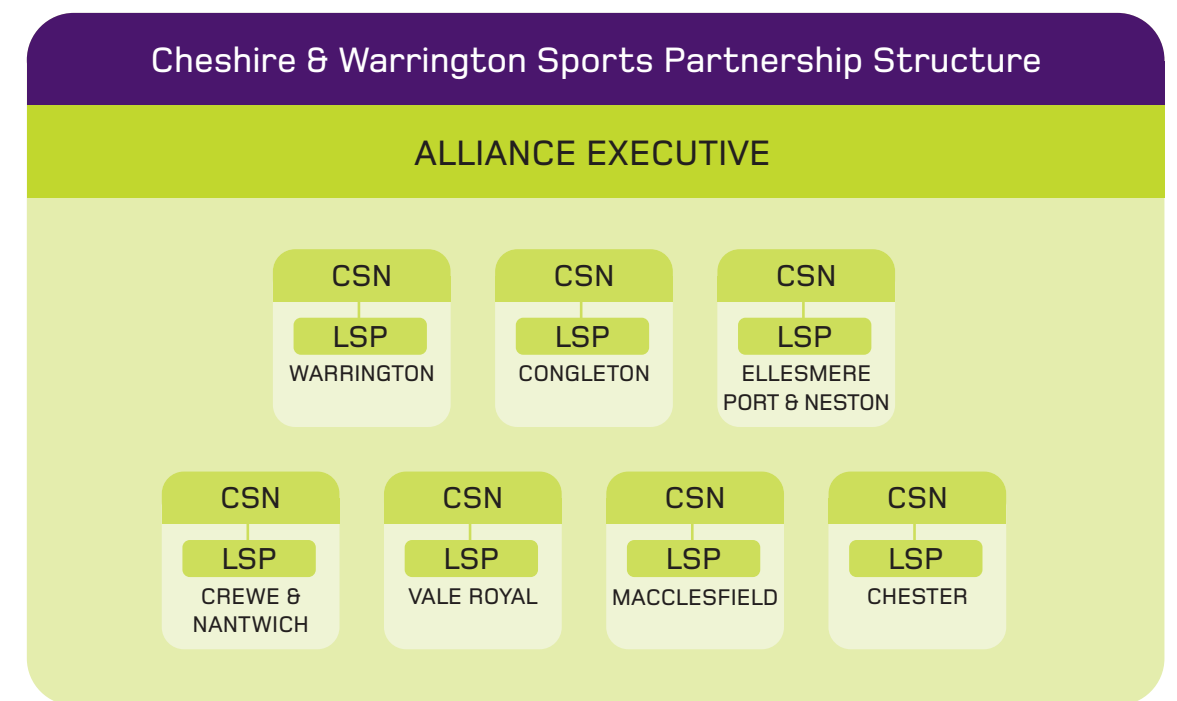 Cheshire & Warrington Sports Partnership Structure
ALLIANCE EXECUTIVE
CSN
LSP
WARRINGTON
CSN
LSP
CONGLETON
CSN
LSP
ELLESMERE
PORT & NESTON
CSN
LSP
CREWE &
NANTWICH
CSN
LSP
VALE ROYAL
CSN
LSP
MACCLESFIELD
CSN
LSP
CHESTER